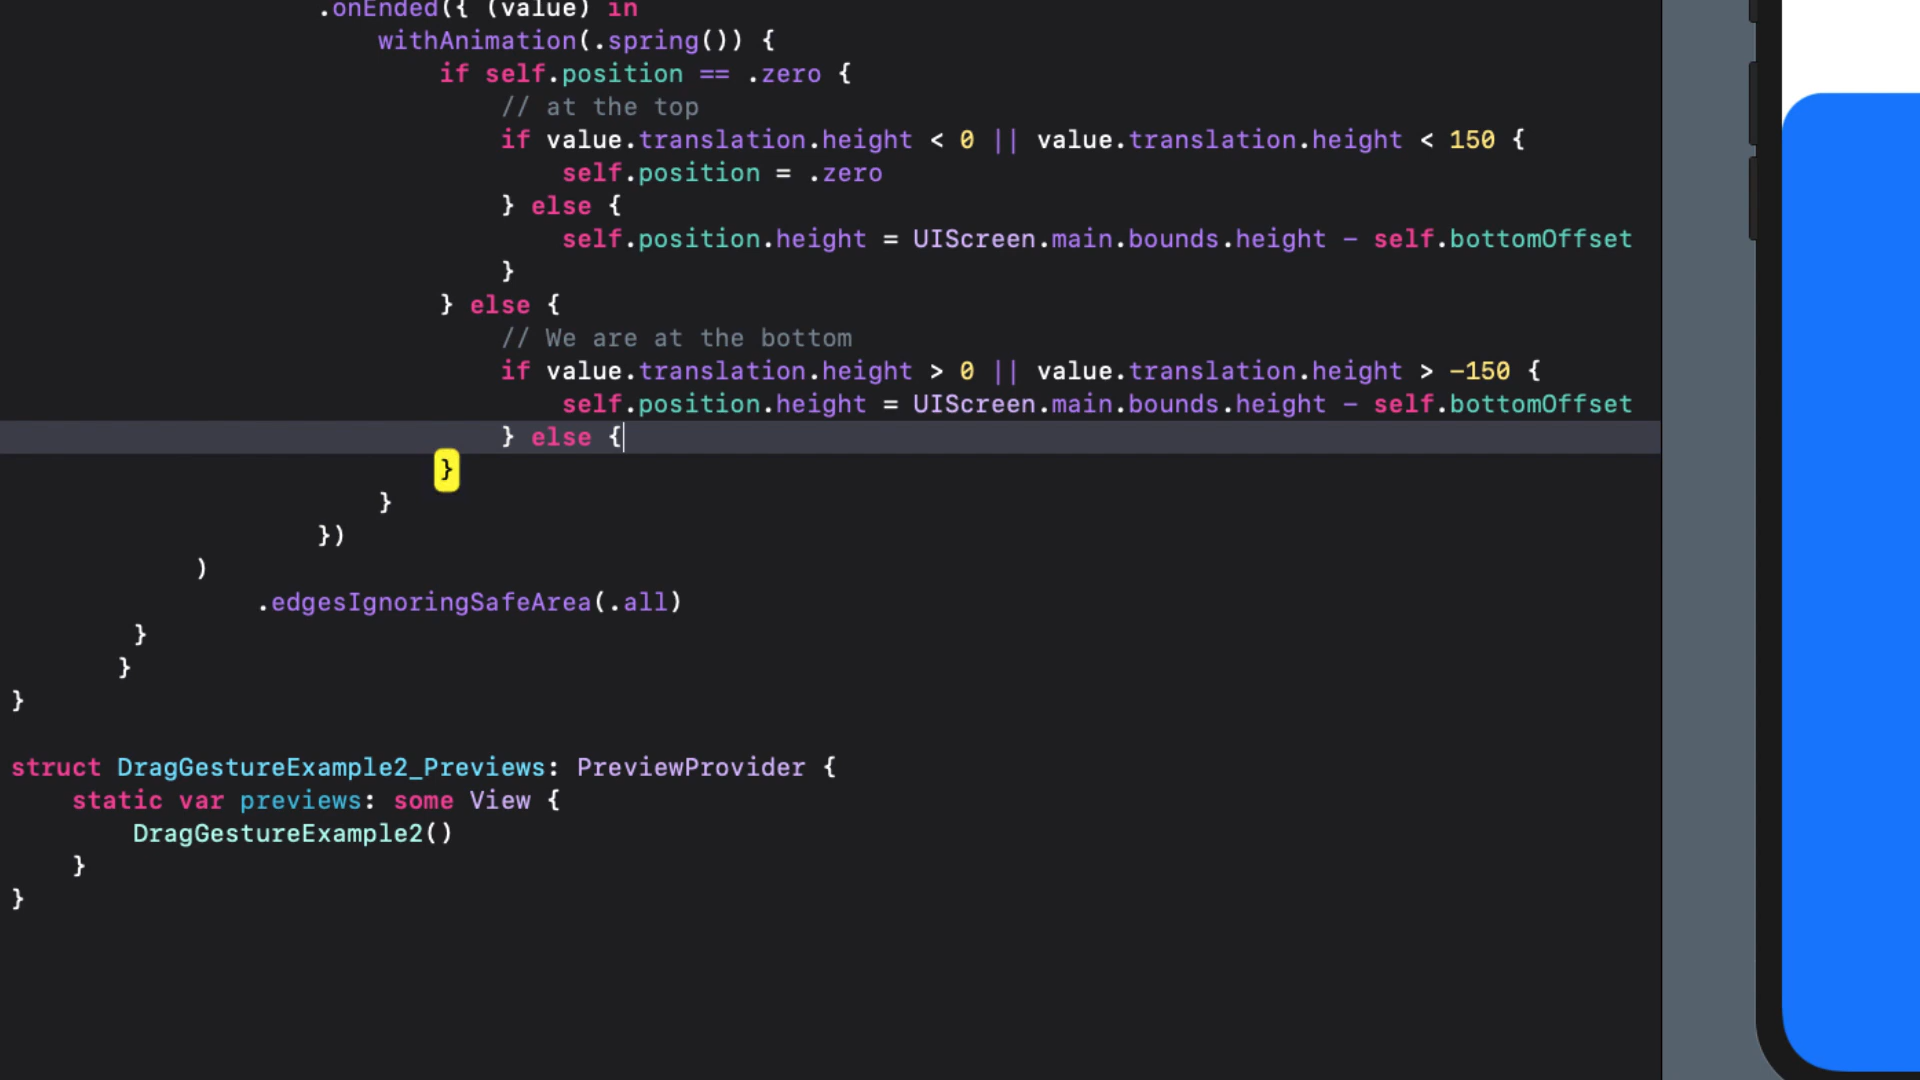 .onEnded({ (value) in
withAnimation(.spring()) {
if self.position == .zero {
// at the top
if value.translation.height < 0 || value.translation.height < 150 {
self.position = .zero
} else {
self.position.height = UIScreen.main.bounds.height - self.bottomOffset
}
} else {
// We are at the bottom
if value.translation.height > 0 || value.translation.height > -150 {
self.position.height = UIScreen.main.bounds.height - self.bottomOffset
} else {
}
}
})
)
.edgesIgnoringSafeArea(.all)
}
}
}
struct DragGestureExample2_Previews: PreviewProvider {
static var previews: some View {
DragGestureExample2()
}
}